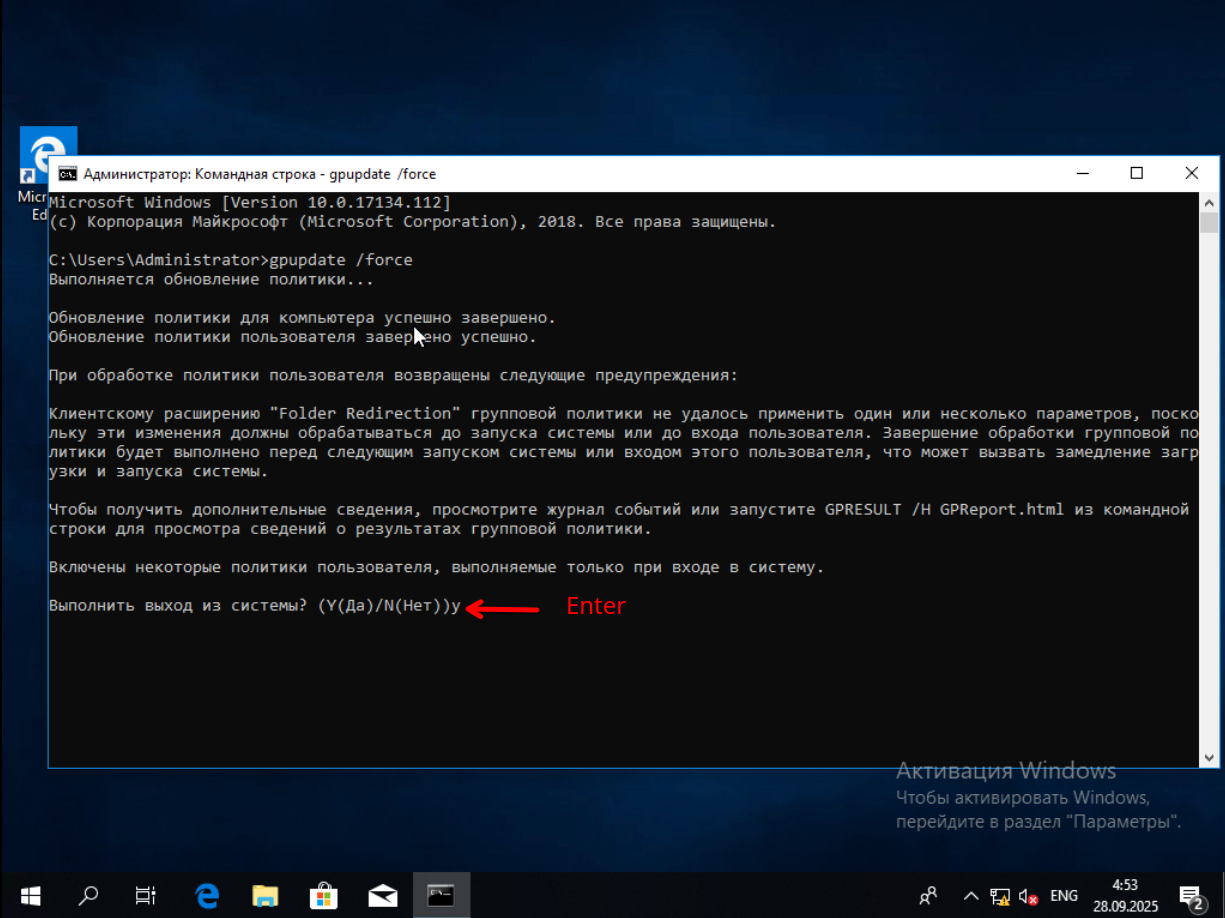 Micr
Ed
Администратор: Командная строка - gpupdate /force
Microsoft Windows [Version 10.0.17134.112]
(c) Корпорация Майкрософт (Microsoft Corporation), 2018. Все права защищены.
C:\Users\Administrator>gpupdate /force
Выполняется обновление политики...
Обновление политики для компьютера успешно завершено.
Обновление политики пользователя завершено успешно.
При обработке политики пользователя возвращены следующие предупреждения:
Клиентскому расширению "Folder Redirection" групповой политики не удалось применить один или несколько параметров, поско
льку эти изменения должны обрабатываться до запуска системы или до входа пользователя. Завершение обработки групповой по
литики будет выполнено перед следующим запуском системы или входом этого пользователя, что может вызвать замедление загр
узки и запуска системы.
Чтобы получить дополнительные сведения, просмотрите журнал событий или запустите GPRESULT /H GPReport.html из командной
строки для просмотра сведений о результатах групповой политики.
Включены некоторые политики пользователя, выполняемые только при входе в систему.
Выполнить выход из системы? (Y(Да)/N(Нет))y Enter
Активация Windows
Чтобы активировать Windows,
перейдите в раздел "Параметры".
ENG
4:53
28.09.2025
2